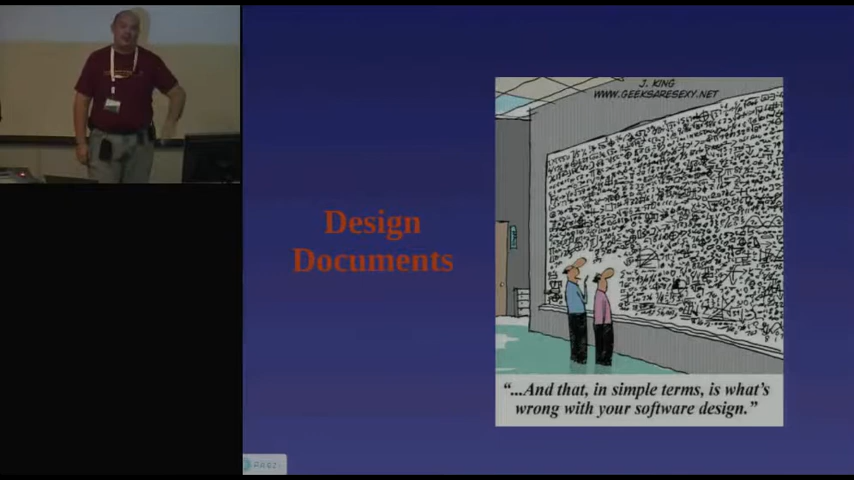 Design
Documents
J. KING
WWW.GEEKSARESEXY.NET
“...And that, in simple terms, is what’s
wrong with your software design.”